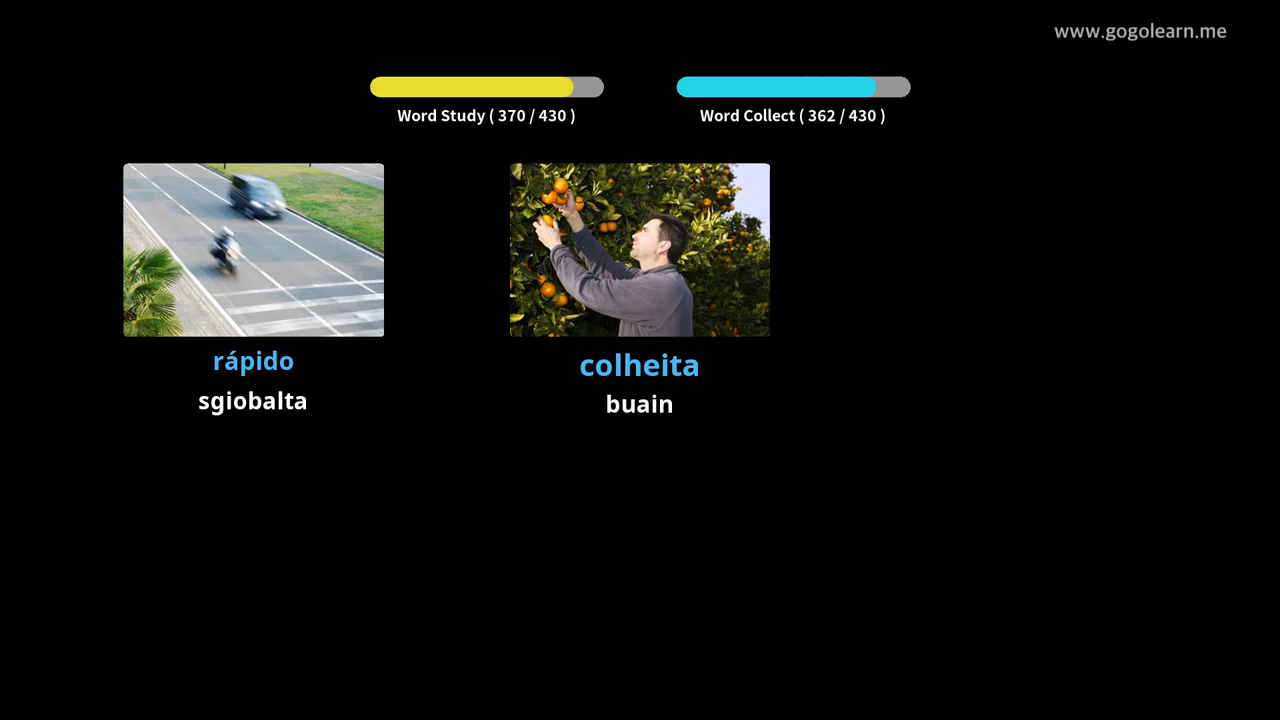 www.gogolearn.me
Word Study ( 370 / 430 )
Word Collect ( 362 / 430 )
rápido
sgiobalta
colheita
buain